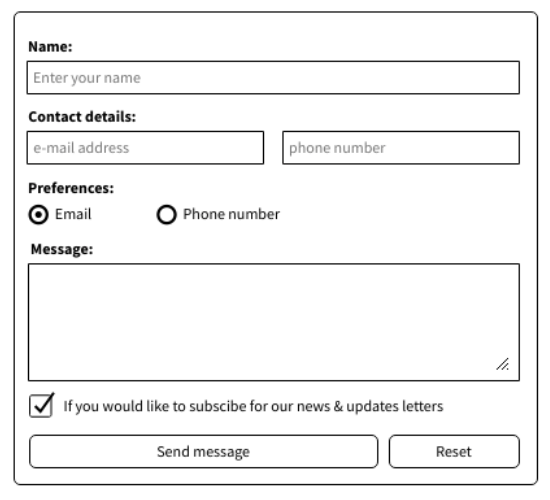 Name:
Enter your name
Contact details:
e-mail address phone number
Preferences:
Email Phone number
Message:
If you would like to subscibe for our news & updates letters
Send message Reset